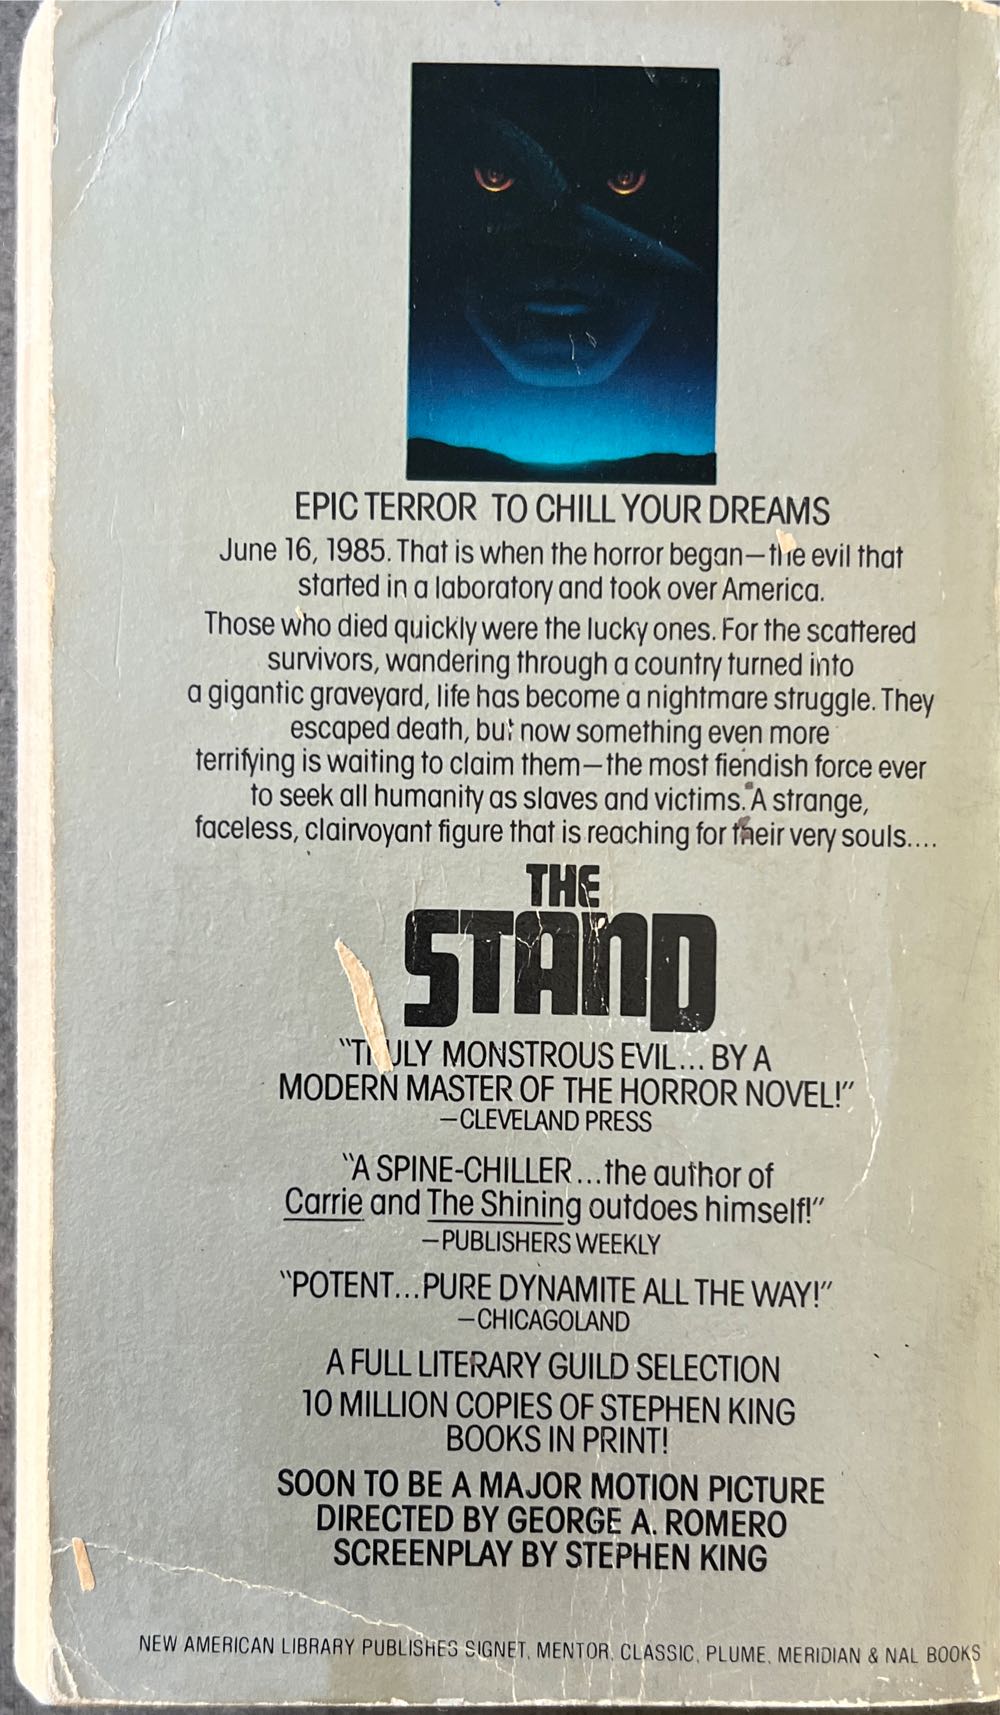 EPIC TERROR TO CHILL YOUR DREAMS
June 16, 1985. That is when the horror began—the evil that
started in a laboratory and took over America.
Those who died quickly were the lucky ones. For the scattered
survivors, wandering through a country turned into
a gigantic graveyard, life has become a nightmare struggle. They
escaped death, but now something even more
terrifying is waiting to claim them—the most fiendish force ever
to seek all humanity as slaves and victims. A strange,
faceless, clairvoyant figure that is reaching for their very souls....
THE
STAND
"TRULY MONSTROUS EVIL... BY A
MODERN MASTER OF THE HORROR NOVEL!"
—CLEVELAND PRESS
"A SPINE-CHILLER...the author of
Carrie and The Shining outdoes himself!"
—PUBLISHERS WEEKLY
"POTENT...PURE DYNAMITE ALL THE WAY!"
—CHICAGOLAND
A FULL LITERARY GUILD SELECTION
10 MILLION COPIES OF STEPHEN KING
BOOKS IN PRINT!
SOON TO BE A MAJOR MOTION PICTURE
DIRECTED BY GEORGE A. ROMERO
SCREENPLAY BY STEPHEN KING
NEW AMERICAN LIBRARY PUBLISHES SIGNET, MENTOR, CLASSIC, PLUME, MERIDIAN & NAL BOOKS